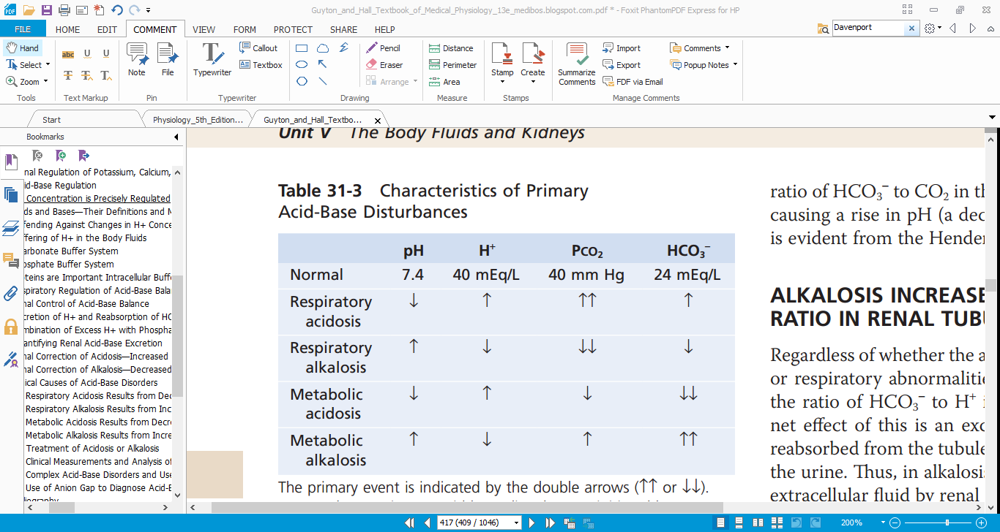 Guyton_and_Hall_Textbook_of_Medical_Physiology_13e_medibos.blogspot.com.pdf * - Foxit PhantomPDF Express for HP
FILE HOME EDIT COMMENT VIEW FORM PROTECT SHARE HELP
Davenport
Hand
Select
Zoom
Tools
abc U U
T T T
Text Markup
Note
File
Pin
Typewriter
Callout
Textbox
Typewriter
Pencil
Eraser
Arrange
Drawing
Distance
Perimeter
Area
Measure
Stamp
Create
Stamps
Summarize
Comments
Import
Export
FDF via Email
Comments
Popup Notes
Manage Comments
Start
Physiology_5th_Edition...
Guyton_and_Hall_Textbo...
Bookmarks
nal Regulation of Potassium, Calcium,
id-Base Regulation
Concentration is Precisely Regulated
ds and Bases—Their Definitions and M
fending Against Changes in H+ Conce
ffering of H+ in the Body Fluids
arbonate Buffer System
osphate Buffer System
teins are Important Intracellular Buff
spiratory Regulation of Acid-Base Bala
nal Control of Acid-Base Balance
cretion of H+ and Reabsorption of HC
mbination of Excess H+ with Phospha
antifying Renal Acid-Base Excretion
nal Correction of Acidosis—Increased
nal Correction of Alkalosis—Decreased
ical Causes of Acid-Base Disorders
Respiratory Acidosis Results from Dec
Respiratory Alkalosis Results from Inc
Metabolic Acidosis Results from Decre
Metabolic Alkalosis Results from Incre
Treatment of Acidosis or Alkalosis
Clinical Measurements and Analysis of
Complex Acid-Base Disorders and Use
Use of Anion Gap to Diagnose Acid-B
Unit V The Body Fluids and Kidneys
Table 31-3 Characteristics of Primary
Acid-Base Disturbances
pH H⁺ PCO₂ HCO₃⁻
Normal 7.4 40 mEq/L 40 mm Hg 24 mEq/L
Respiratory ↓ ↑ ↑↑ ↑
acidosis
Respiratory ↑ ↓ ↓↓ ↓
alkalosis
Metabolic ↓ ↑ ↓ ↓↓
acidosis
Metabolic ↑ ↓ ↑ ↑↑
alkalosis
The primary event is indicated by the double arrows (↑↑ or ↓↓).
ratio of HCO₃⁻ to CO₂ in th
causing a rise in pH (a dec
is evident from the Hender
ALKALOSIS INCREASE
RATIO IN RENAL TUBU
Regardless of whether the a
or respiratory abnormalitie
the ratio of HCO₃⁻ to H⁺ i
net effect of this is an exc
reabsorbed from the tubule
the urine. Thus, in alkalosi
extracellular fluid by renal
417 (409 / 1046)
200%